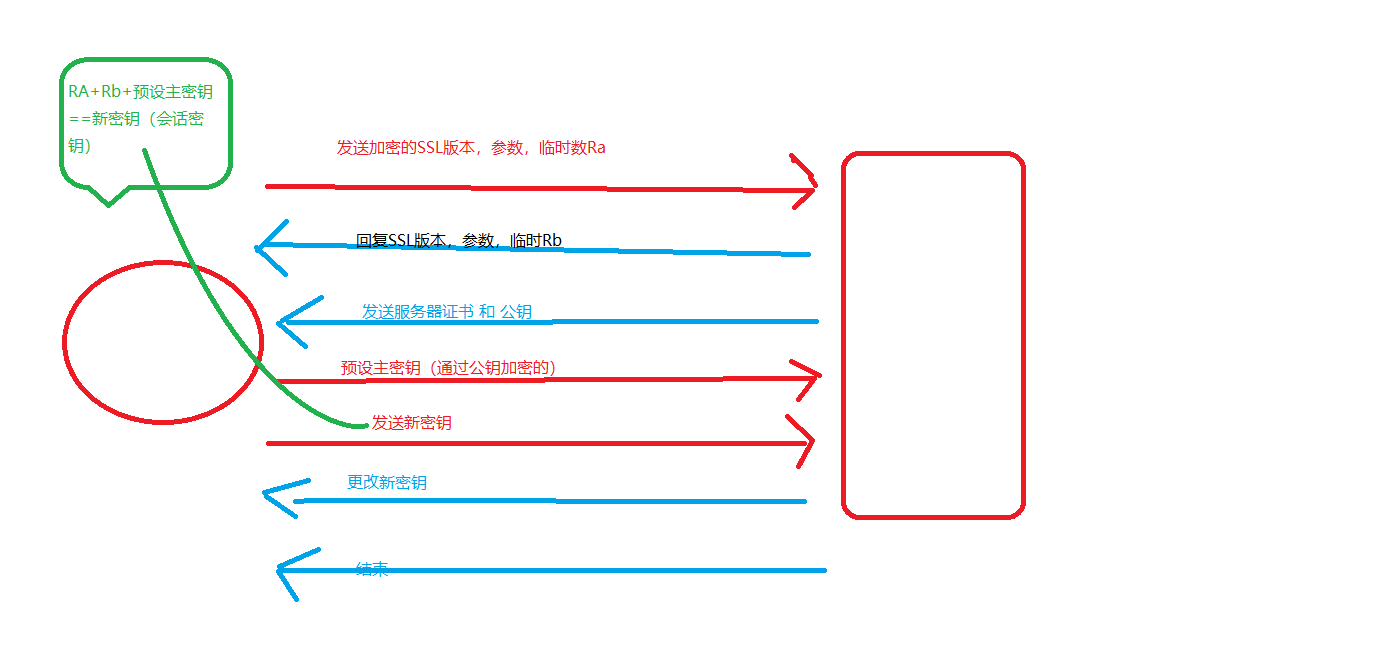 RA+Rb+预设主密钥
==新密钥（会话密
钥）
发送加密的SSL版本，参数，临时数Ra
回复SSL版本，参数，临时Rb
发送服务器证书 和 公钥
预设主密钥（通过公钥加密的）
发送新密钥
更改新密钥
结束